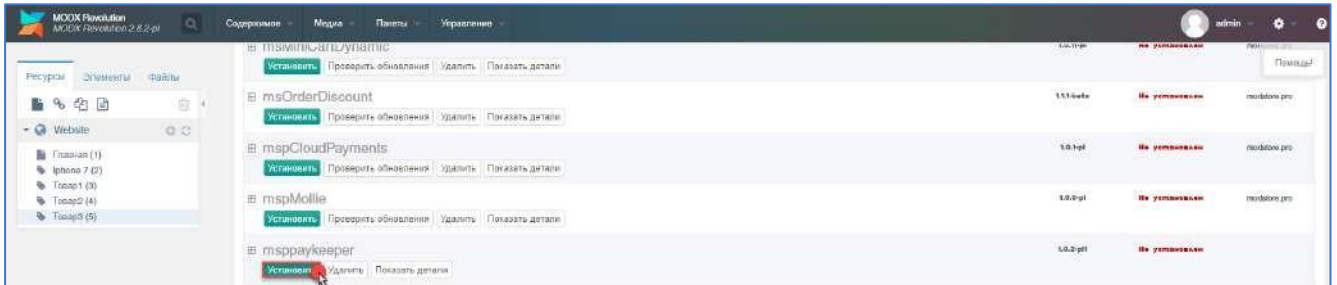 MODX Revolution
MODX Revolution 2.8.2-pl
Содержимое
Медиа
Пакеты
Управление
admin
Помощь!
Ресурсы
Элементы
Файлы
Website
Главная (1)
Iphone 7 (2)
Товар1 (3)
Товар2 (4)
Товар3 (5)
msMiniCartDynamic
Не установлен
Установить Проверить обновления Удалить Показать детали
msOrderDiscount
1.1.1-beta
Не установлен
modstore.pro
Установить Проверить обновления Удалить Показать детали
mspCloudPayments
1.0.1-pl
Не установлен
modstore.pro
Установить Проверить обновления Удалить Показать детали
mspMollie
Не установлен
modstore.pro
Установить Проверить обновления Удалить Показать детали
msppaykeeper
Не установлен
Установить Удалить Показать детали